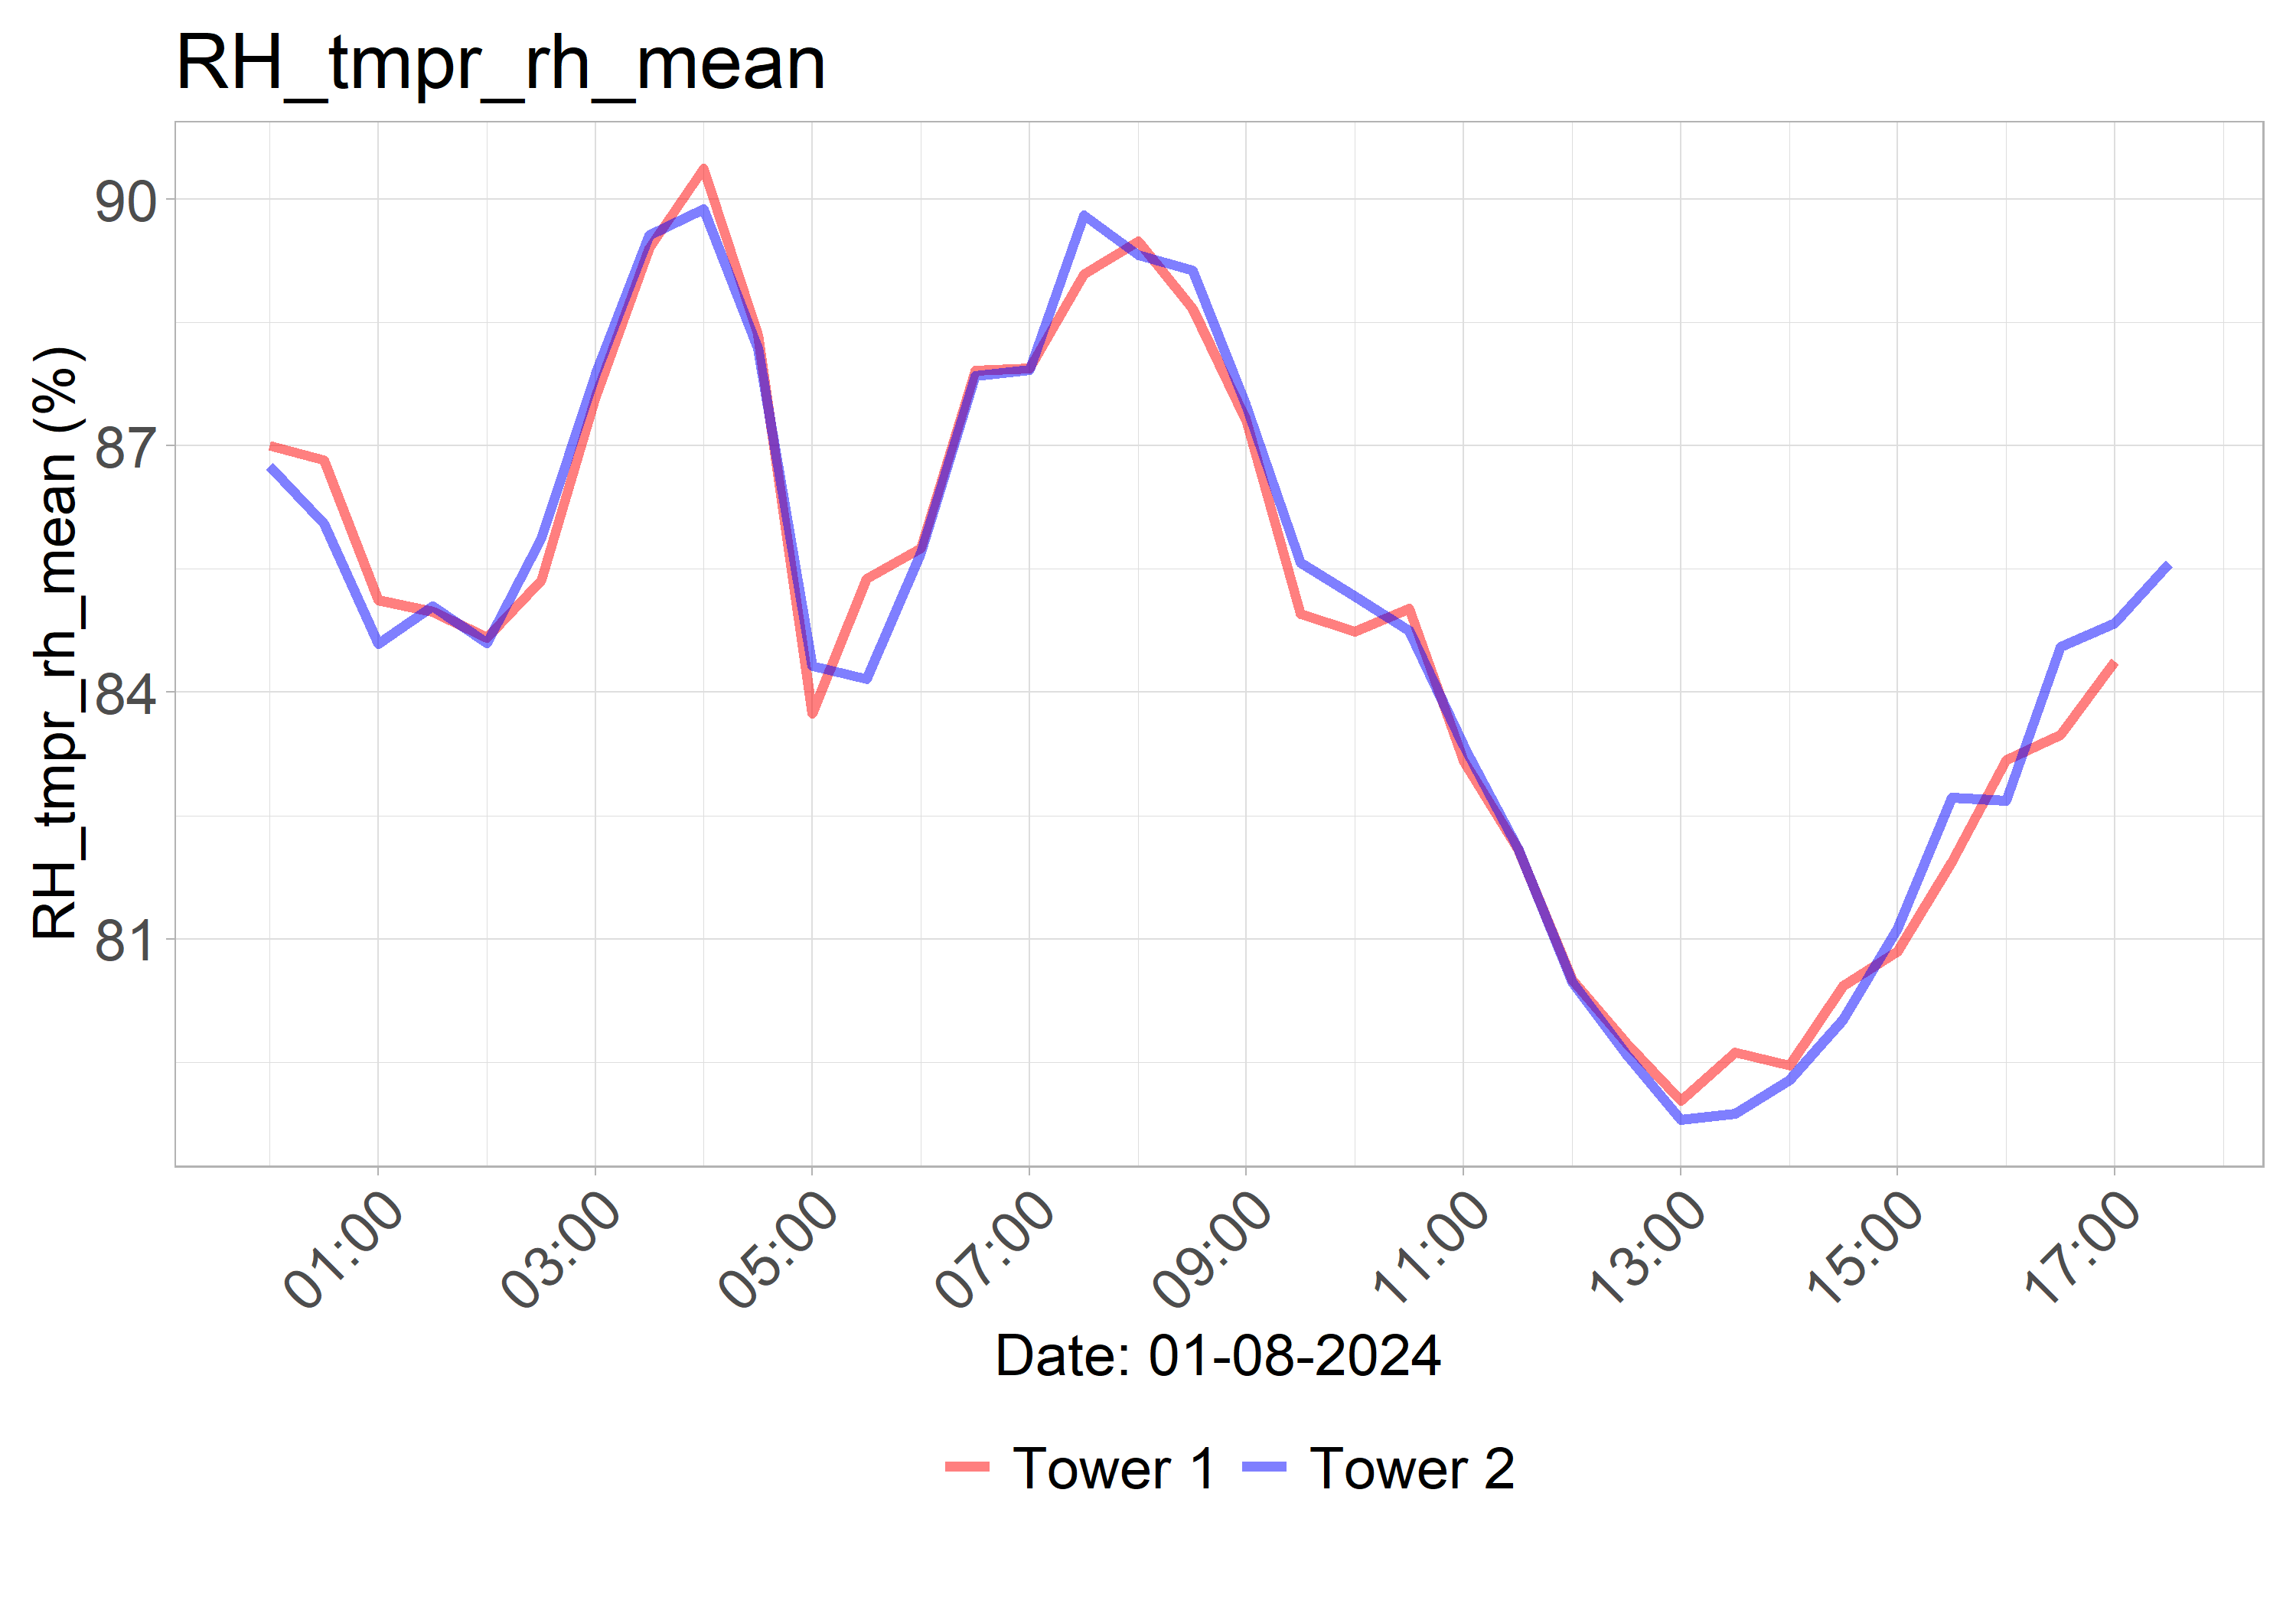 RH_tmpr_rh_mean
RH_tmpr_rh_mean (%)
90
87
84
81
01:00 03:00 05:00 07:00 09:00 11:00 13:00 15:00 17:00
Date: 01-08-2024
Tower 1 Tower 2